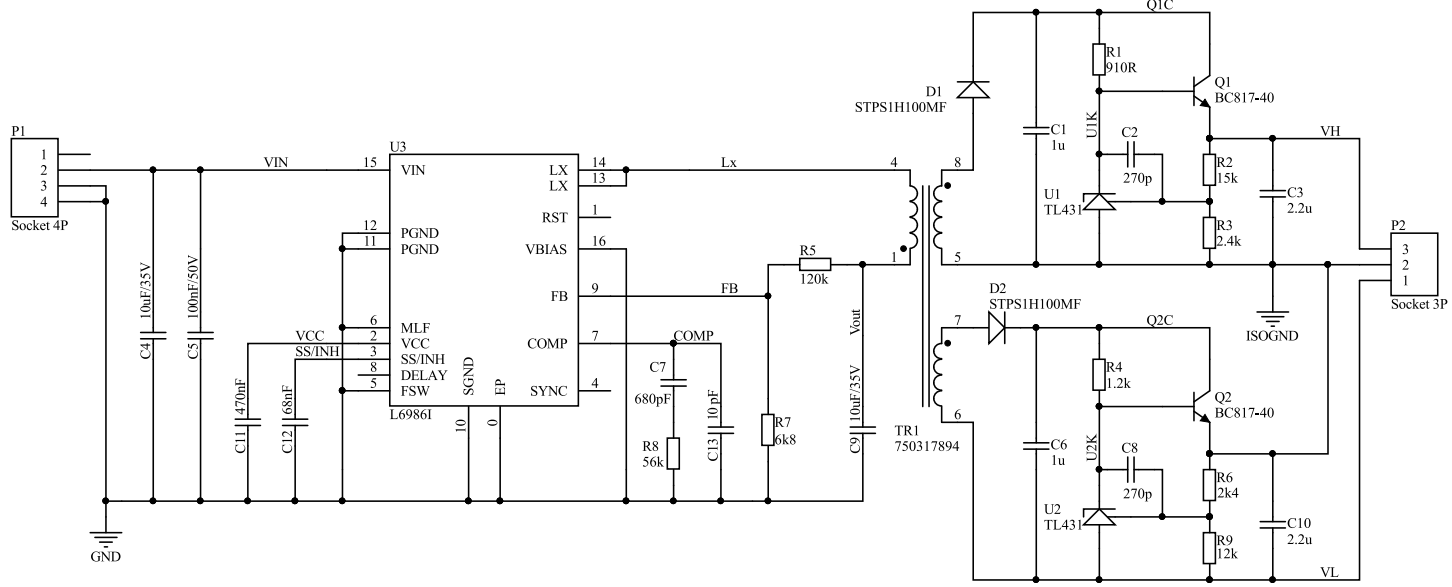 P1
1
2
3
4
Socket 4P
VIN
GND
C4 10uF/35V
C5 100nF/50V
VCC
SS/INH
C11 470nF
C12 68nF
U3
15 VIN
12 PGND
11 PGND
6 MLF
2 VCC
3 SS/INH
8 DELAY
5 FSW
L6986I
LX 14
LX 13
RST 1
VBIAS 16
FB 9
COMP 7
SYNC 4
SGND 10
EP 0
Lx
FB
COMP
C7
680pF
R8
56k
C13 10 pF
R7
6k8
R5
120k
Vout
C9 10uF/35V
4
1
8
5
7
6
TR1
750317894
D1
STPS1H100MF
Q1C
R1
910R
Q1
BC817-40
C1
1u
U1K
C2
270p
U1
TL431
VH
R2
15k
R3
2.4k
C3
2.2u
ISOGND
P2
3
2
1
Socket 3P
D2
STPS1H100MF
Q2C
R4
1.2k
Q2
BC817-40
C6
1u
U2K
C8
270p
U2
TL431
R6
2k4
R9
12k
C10
2.2u
VL